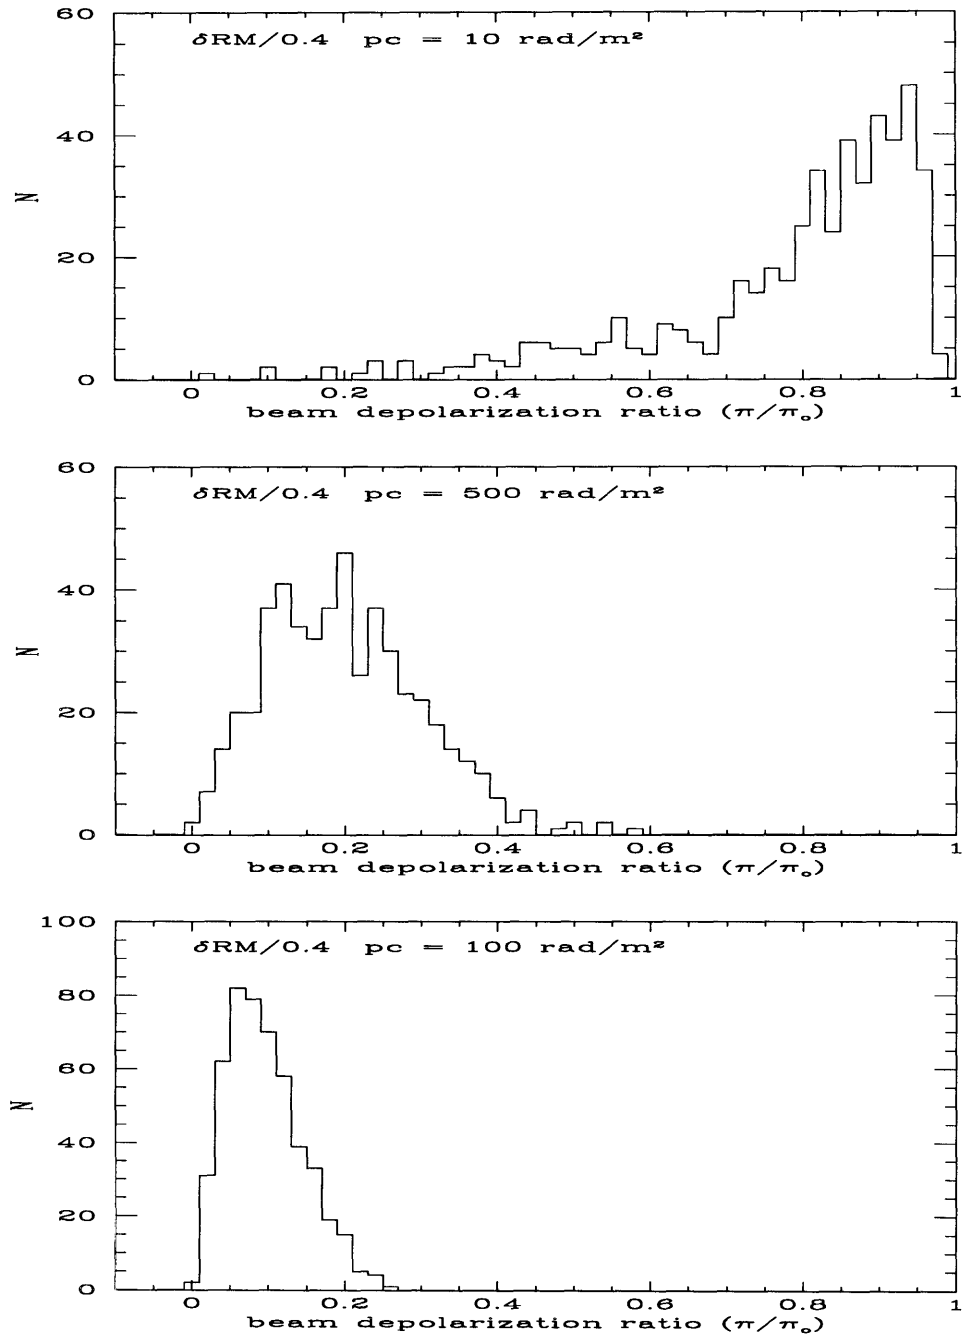 60
δRM/0.4 pc = 10 rad/m²
40
N
20
0
0 0.2 0.4 0.6 0.8 1
beam depolarization ratio (π/π₀)
60
δRM/0.4 pc = 500 rad/m²
40
N
20
0
0 0.2 0.4 0.6 0.8 1
beam depolarization ratio (π/π₀)
100
δRM/0.4 pc = 100 rad/m²
80
60
N
40
20
0
0 0.2 0.4 0.6 0.8 1
beam depolarization ratio (π/π₀)